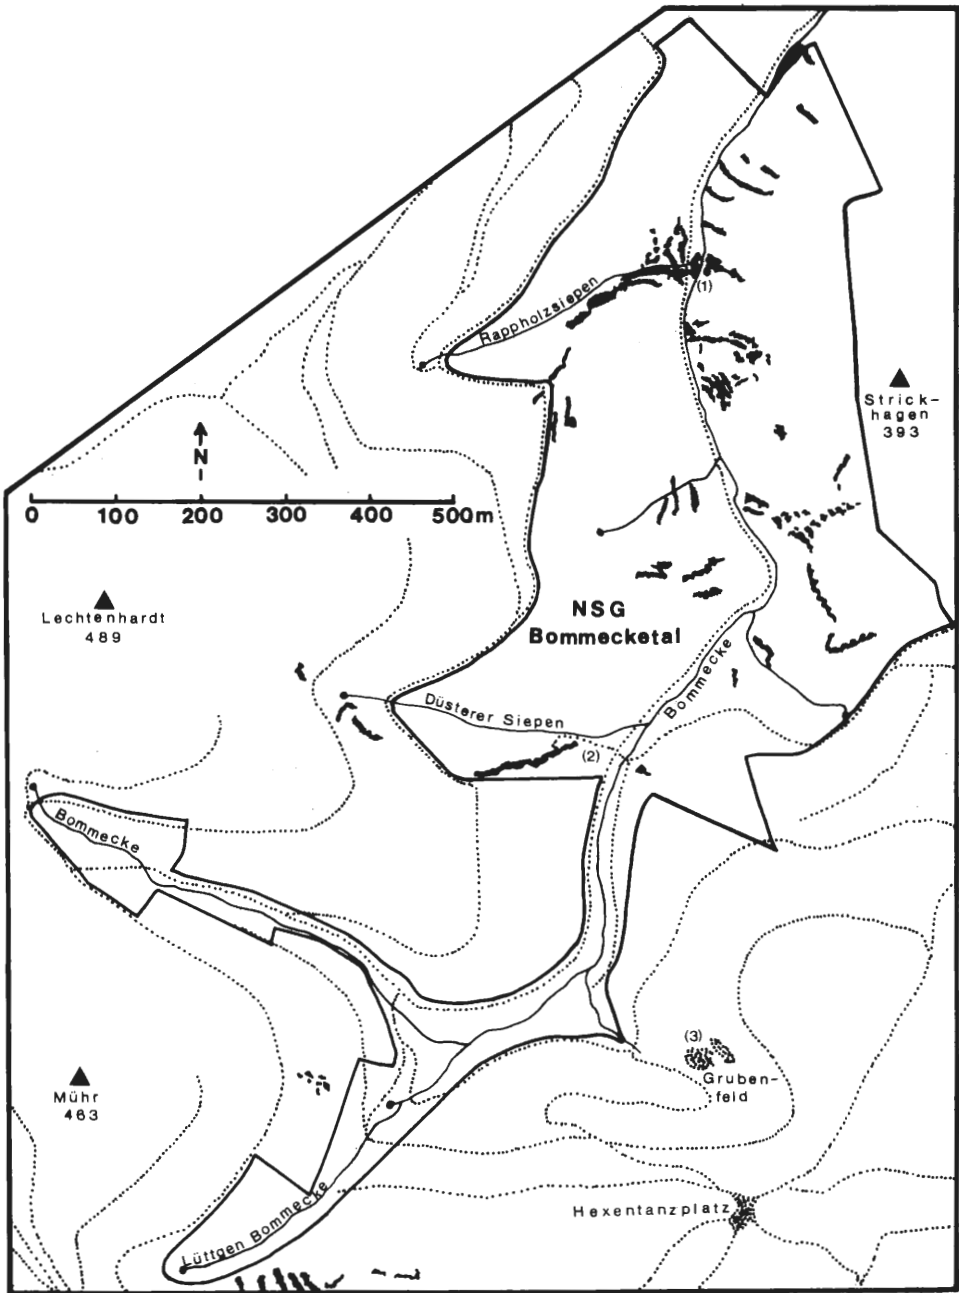 (1)
Rappholzsiepen
Strick-
hagen
393
N
0 100 200 300 400 500m
Lechtenhardt
489
NSG
Bommecketal
Bommecke
Düsterer Siepen
(2)
Bommecke
(3)
Gruben-
feld
Mühr
463
Hexentanzplatz
Lüttgen Bommecke